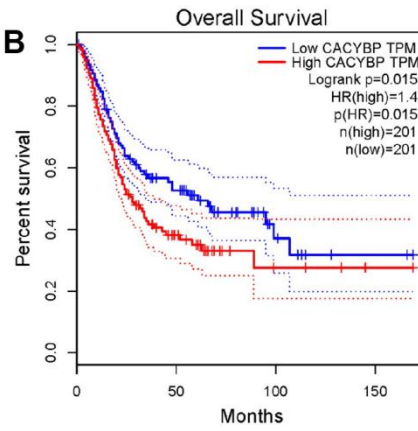 B
Overall Survival
Low CACYBP TPM
High CACYBP TPM
Logrank p=0.015
HR(high)=1.4
p(HR)=0.015
n(high)=201
n(low)=201
Percent survival
1.0
0.8
0.6
0.4
0.2
0.0
0 50 100 150
Months